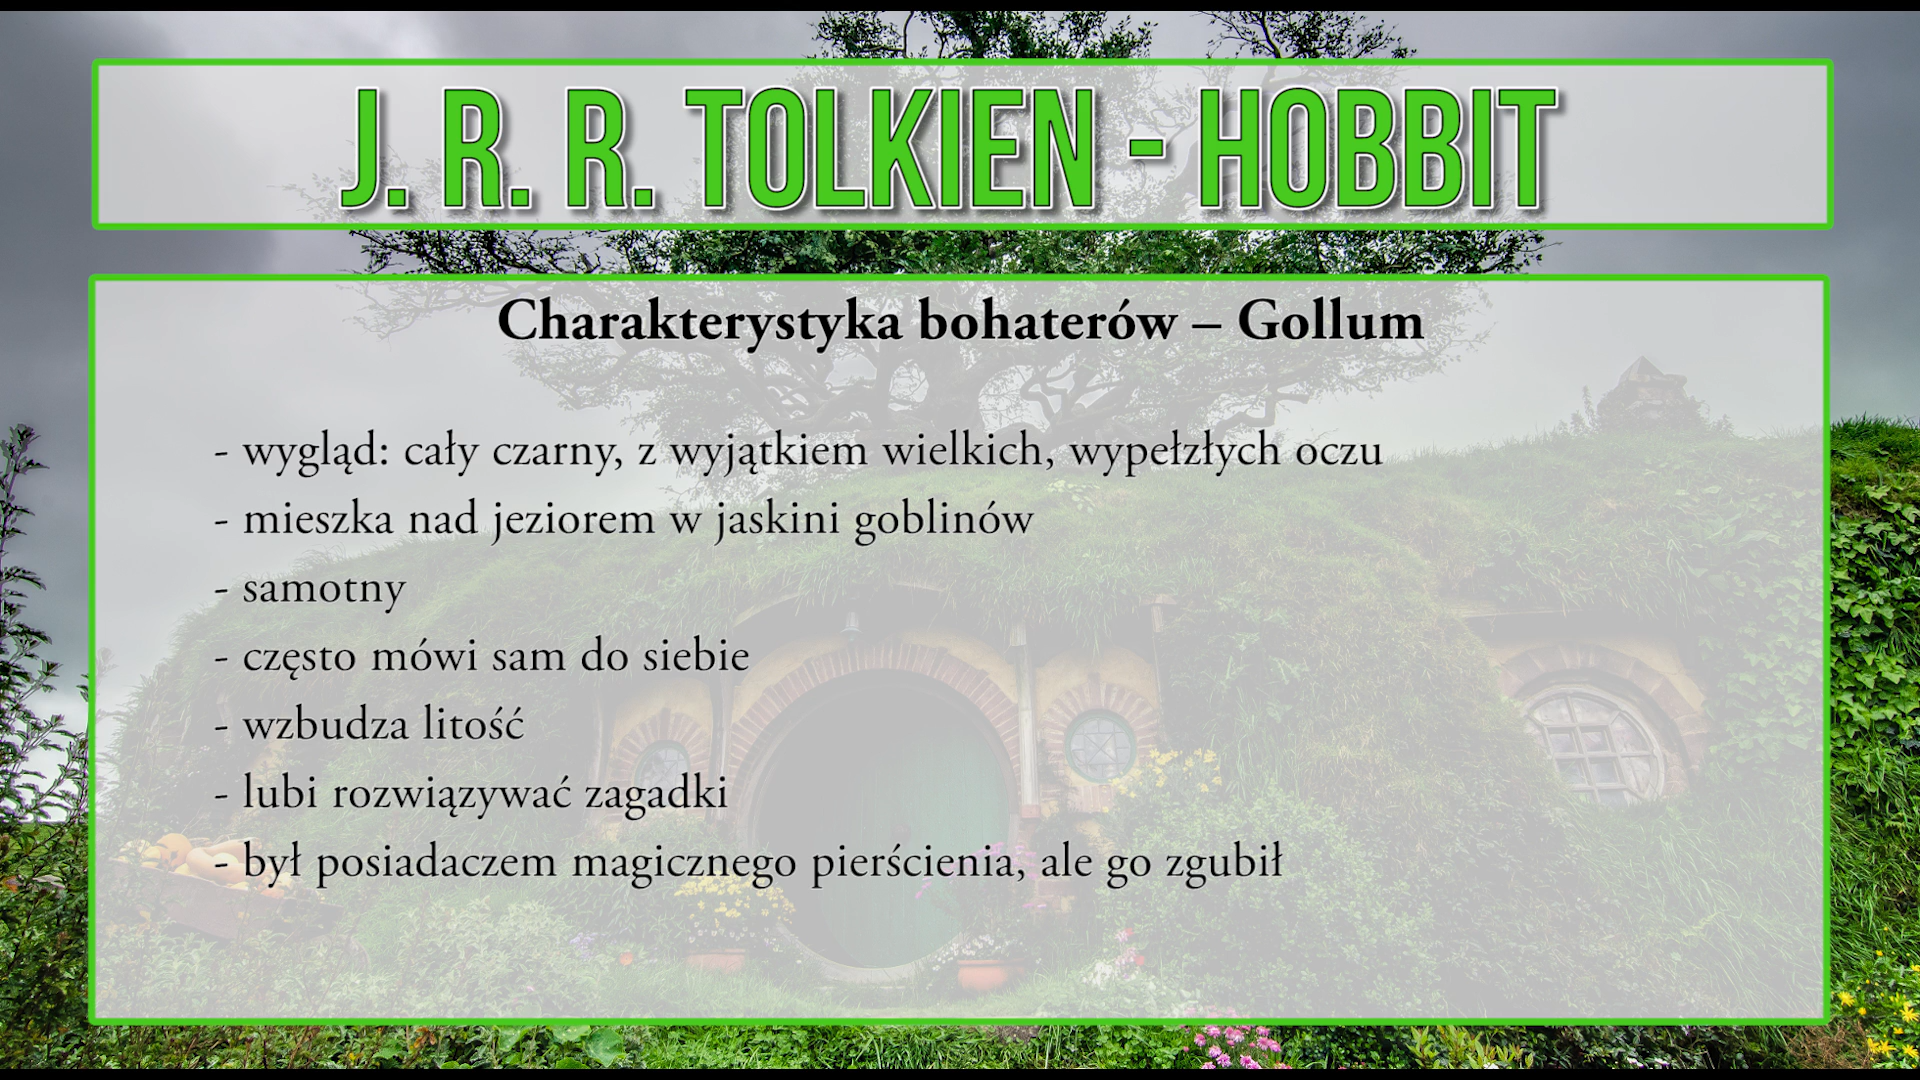 J. R. R. TOLKIEN - HOBBIT
Charakterystyka bohaterów – Gollum
- wygląd: cały czarny, z wyjątkiem wielkich, wypełzłych oczu
- mieszka nad jeziorem w jaskini goblinów
- samotny
- często mówi sam do siebie
- wzbudza litość
- lubi rozwiązywać zagadki
- był posiadaczem magicznego pierścienia, ale go zgubił